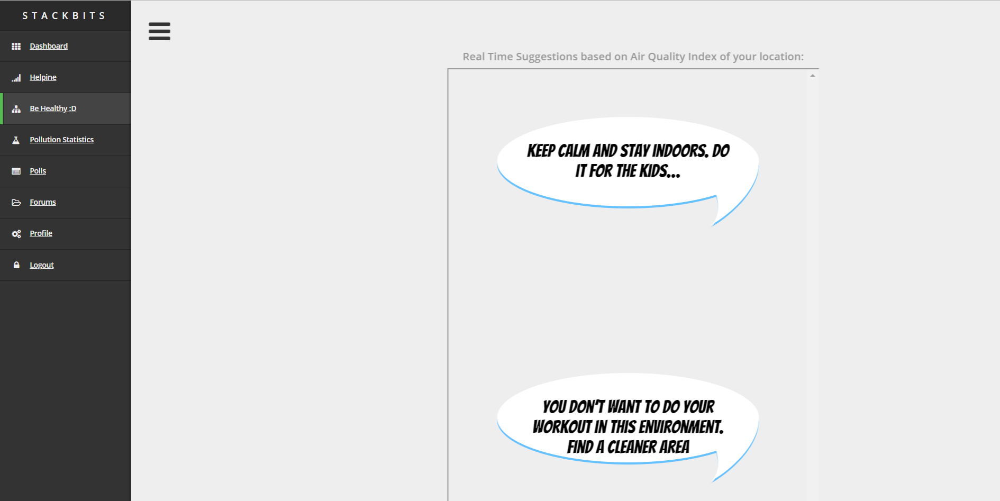 STACKBITS
Dashboard
Helpine
Be Healthy :D
Pollution Statistics
Polls
Forums
Profile
Logout
Real Time Suggestions based on Air Quality Index of your location:
KEEP CALM AND STAY INDOORS. DO
IT FOR THE KIDS...
YOU DON'T WANT TO DO YOUR
WORKOUT IN THIS ENVIRONMENT.
FIND A CLEANER AREA